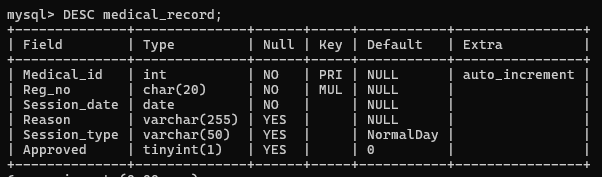 mysql> DESC medical_record;
+--------------+--------------+------+-----+-----------+----------------+
| Field        | Type         | Null | Key | Default   | Extra          |
+--------------+--------------+------+-----+-----------+----------------+
| Medical_id   | int          | NO   | PRI | NULL      | auto_increment |
| Reg_no       | char(20)     | NO   | MUL | NULL      |                |
| Session_date | date         | NO   |     | NULL      |                |
| Reason       | varchar(255) | YES  |     | NULL      |                |
| Session_type | varchar(50)  | YES  |     | NormalDay |                |
| Approved     | tinyint(1)   | YES  |     | 0         |                |
+--------------+--------------+------+-----+-----------+----------------+